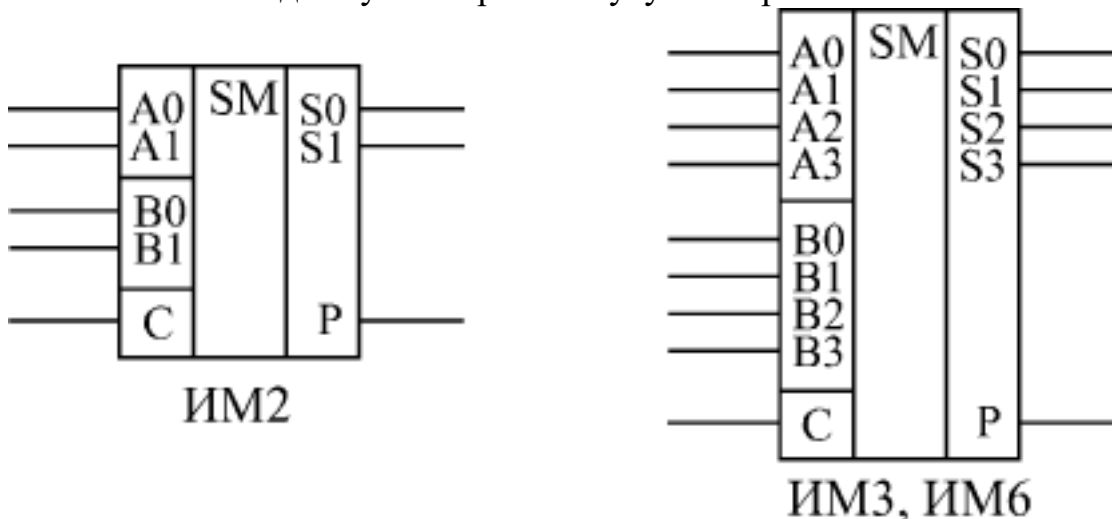 A0 SM S0
A1 S1
B0
B1
C P
ИМ2
A0 SM S0
A1 S1
A2 S2
A3 S3
B0
B1
B2
B3
C P
ИМ3, ИМ6